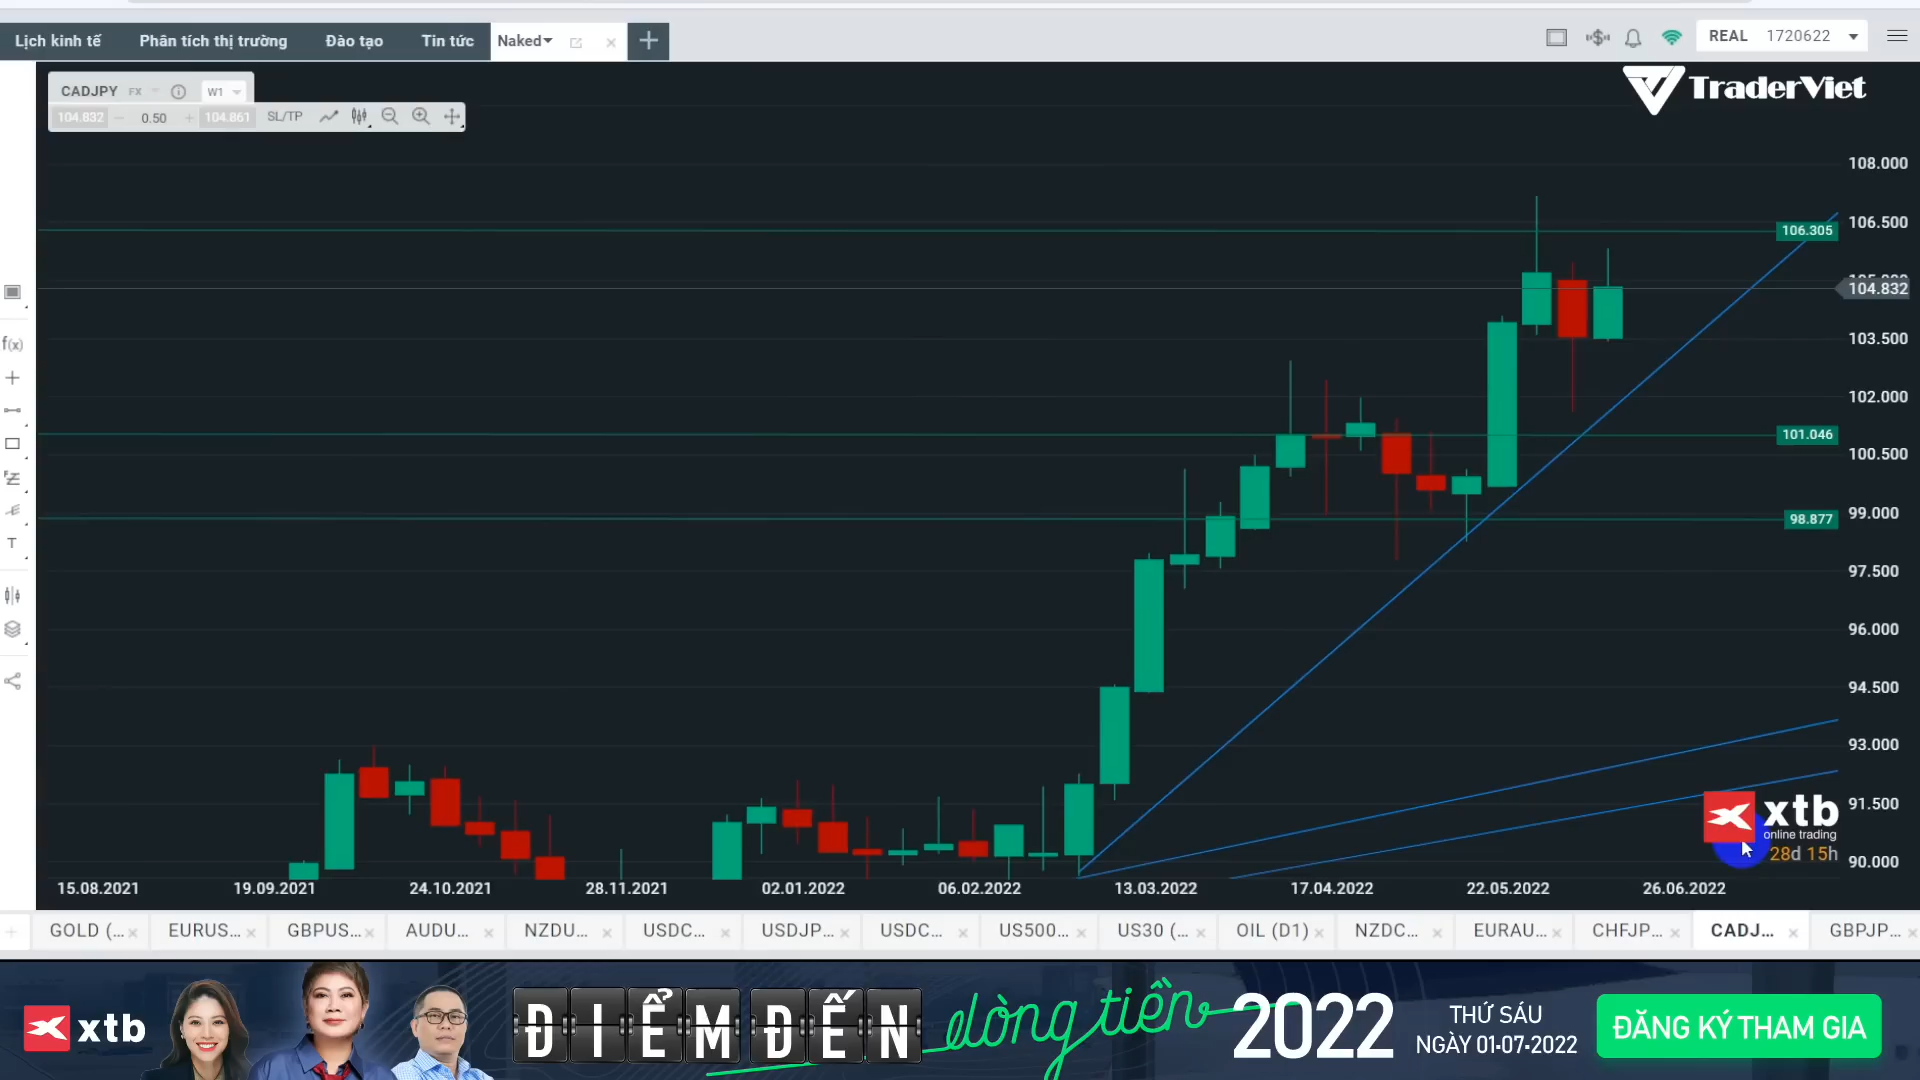 Lịch kinh tế Phân tích thị trường Đào tạo Tin tức Naked REAL 1720622
TraderViet
CADJPY FX W1
104.832 0.50 104.861 SL/TP
108.000
106.500
106.305
104.832
103.500
102.000
101.046
100.500
99.000
98.877
97.500
96.000
94.500
93.000
91.500
90.000
f(x)
T
xtb
online trading
28d 15h
15.08.2021 19.09.2021 24.10.2021 28.11.2021 02.01.2022 06.02.2022 13.03.2022 17.04.2022 22.05.2022 26.06.2022
GOLD (... EURUS... GBPUS... AUDU... NZDU... USDC... USDJP... USDC... US500... US30 (... OIL (D1) NZDC... EURAU... CHFJP... CADJ... GBPJP...
xtb
ĐIỂM ĐẾN dòng tiền 2022
THỨ SÁU
NGÀY 01-07-2022
ĐĂNG KÝ THAM GIA